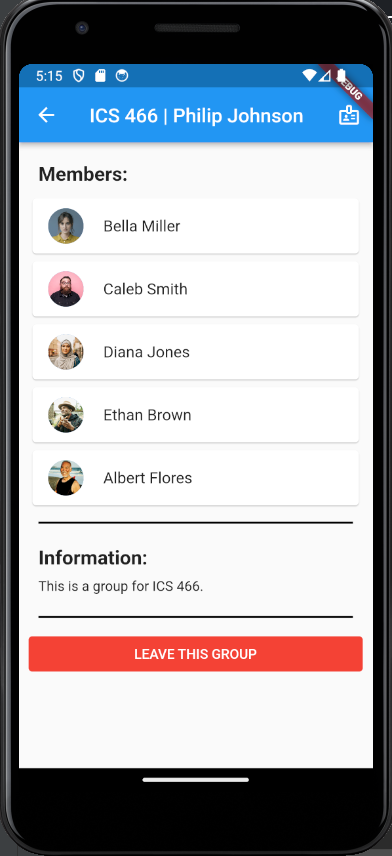 5:15
DEBUG
ICS 466 | Philip Johnson
Members:
Bella Miller
Caleb Smith
Diana Jones
Ethan Brown
Albert Flores
Information:
This is a group for ICS 466.
LEAVE THIS GROUP